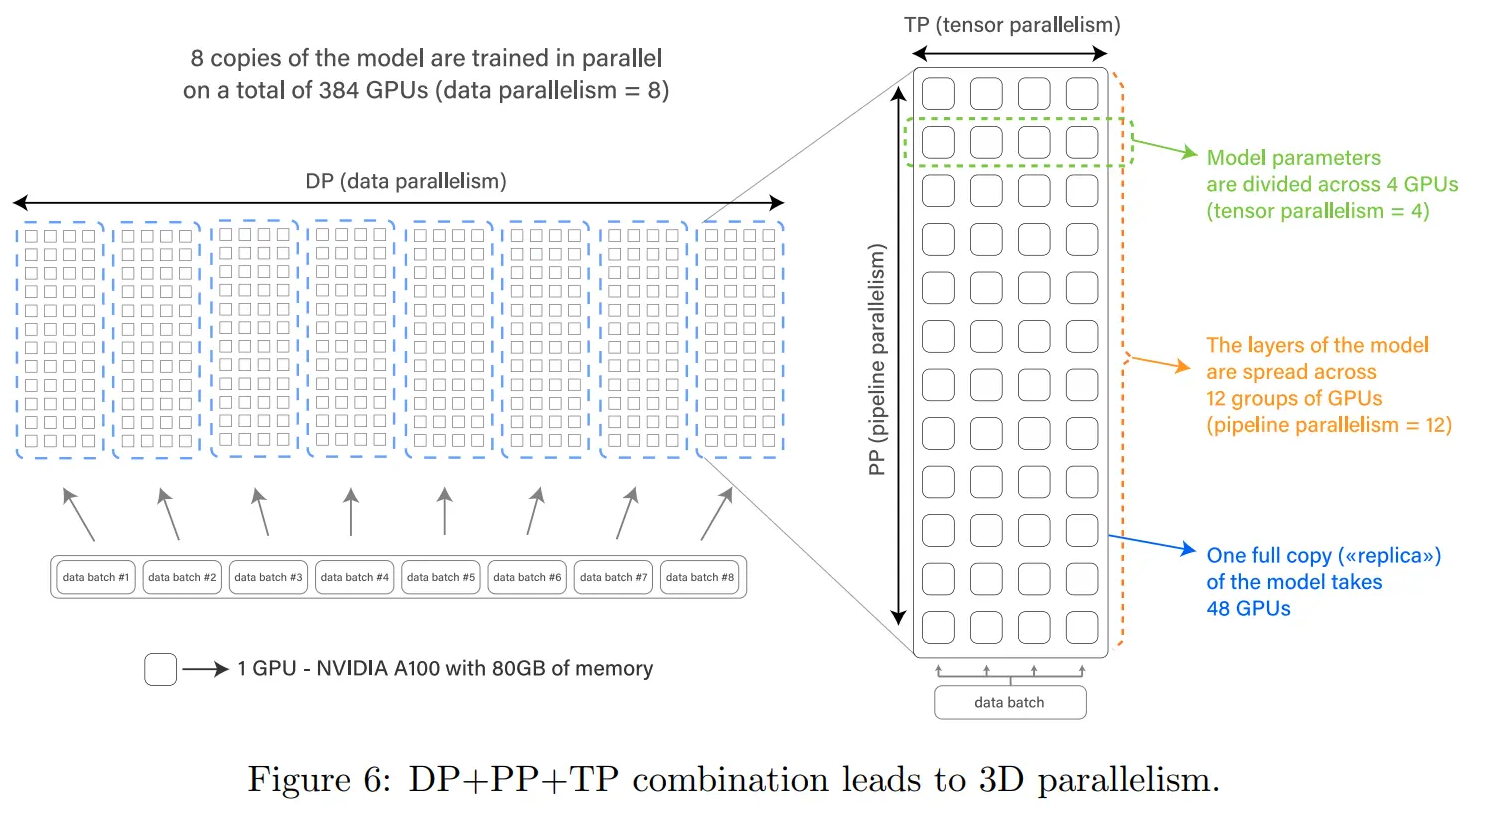 8 copies of the model are trained in parallel
on a total of 384 GPUs (data parallelism = 8)
DP (data parallelism)
data batch #1
data batch #2
data batch #3
data batch #4
data batch #5
data batch #6
data batch #7
data batch #8
1 GPU - NVIDIA A100 with 80GB of memory
TP (tensor parallelism)
PP (pipeline parallelism)
data batch
Model parameters
are divided across 4 GPUs
(tensor parallelism = 4)
The layers of the model
are spread across
12 groups of GPUs
(pipeline parallelism = 12)
One full copy («replica»)
of the model takes
48 GPUs
Figure 6: DP+PP+TP combination leads to 3D parallelism.